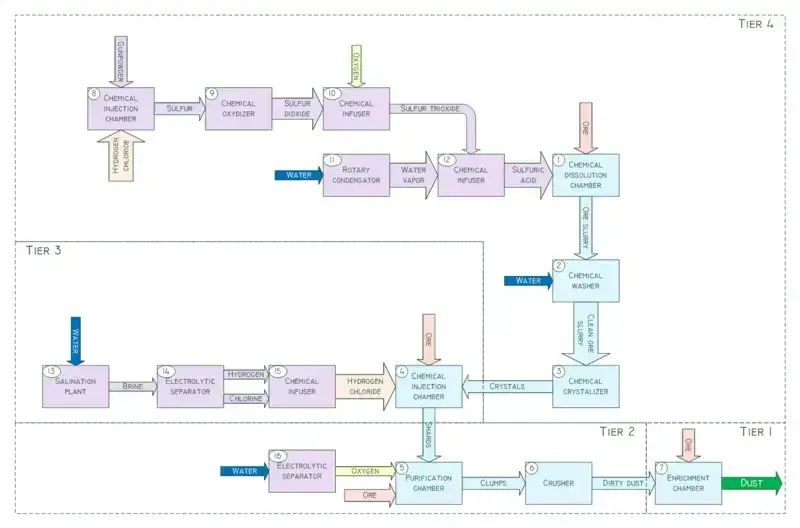 TIER 4
GUNPOWDER
OXYGEN
8
CHEMICAL
INJECTION
CHAMBER
SULFUR
9
CHEMICAL
OXYDIZER
SULFUR
DIOXIDE
10
CHEMICAL
INFUSER
SULFUR TRIOXIDE
HYDROGEN
CHLORIDE
ORE
WATER
11
ROTARY
CONDENSATOR
WATER
VAPOR
12
CHEMICAL
INFUSER
SULFURIC
ACID
1
CHEMICAL
DISSOLUTION
CHAMBER
ORE SLURRY
TIER 3
WATER
2
CHEMICAL
WASHER
CLEAN ORE
SLURRY
WATER
ORE
13
SALINATION
PLANT
BRINE
14
ELECTROLYTIC
SEPARATOR
HYDROGEN
CHLORINE
15
CHEMICAL
INFUSER
HYDROGEN
CHLORIDE
4
CHEMICAL
INJECTION
CHAMBER
CRYSTALS
3
CHEMICAL
CRYSTALIZER
SHARDS
TIER 2
TIER 1
ORE
WATER
16
ELECTROLYTIC
SEPARATOR
OXYGEN
ORE
5
PURIFICATION
CHAMBER
CLUMPS
6
CRUSHER
DIRTY DUST
7
ENRICHMENT
CHAMBER
DUST